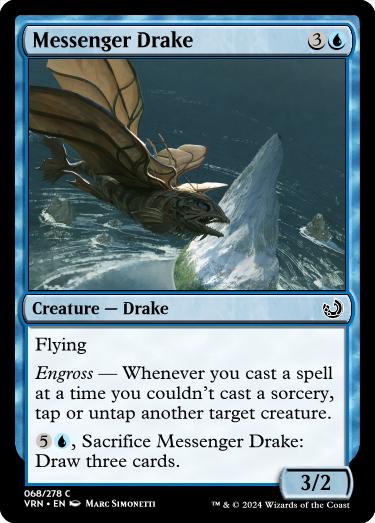 Messenger Drake 3
Creature — Drake
Flying
Engross — Whenever you cast a spell
at a time you couldn't cast a sorcery,
tap or untap another target creature.
5, Sacrifice Messenger Drake:
Draw three cards.
3/2
068/278 C
VRN • EN Marc Simonetti
™ & © 2024 Wizards of the Coast